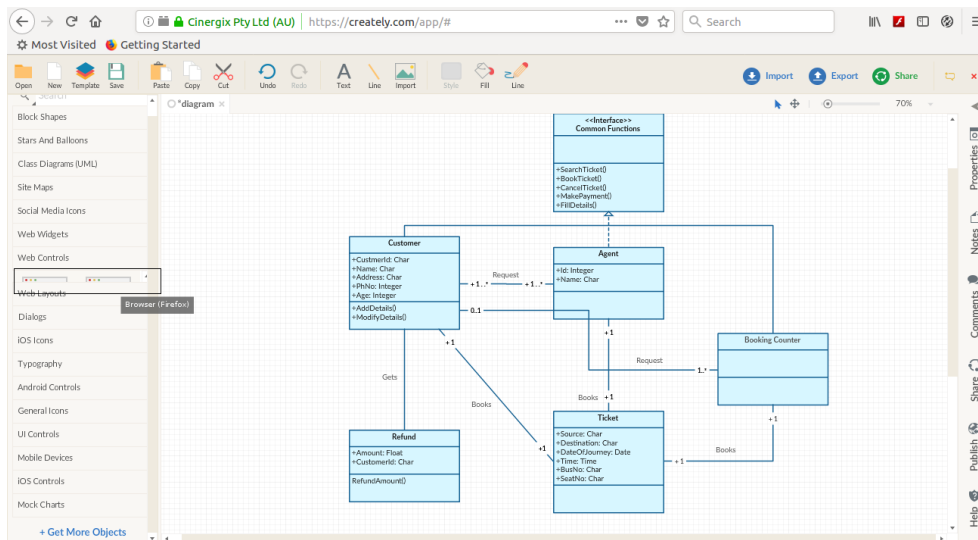 Cinergix Pty Ltd (AU)
https://creately.com/app/#
Search
Most Visited
Getting Started
Open
New
Template
Save
Paste
Copy
Cut
Undo
Redo
Text
Line
Import
Style
Fill
Line
Import
Export
Share
Search
*diagram
70%
Block Shapes
Stars And Balloons
Class Diagrams (UML)
Site Maps
Social Media Icons
Web Widgets
Web Controls
Web Layouts
Browser (Firefox)
Dialogs
iOS Icons
Typography
Android Controls
General Icons
UI Controls
Mobile Devices
iOS Controls
Mock Charts
+ Get More Objects
<<Interface>>
Common Functions
+SearchTicket()
+BookTicket()
+CancelTicket()
+MakePayment()
+FillDetails()
Customer
+CustmerId: Char
+Name: Char
+Address: Char
+PhNo: Integer
+Age: Integer
+AddDetails()
+ModifyDetails()
+1..*
Request
+1..*
Agent
+Id: Integer
+Name: Char
0..1
+1
+1
Request
1..*
Booking Counter
Gets
Books
Books
+1
+1
Refund
+Amount: Float
+CustomerId: Char
RefundAmount()
+1
Ticket
+Source: Char
+Destination: Char
+DateOfJourney: Date
+Time: Time
+BusNo: Char
+SeatNo: Char
+1
Books
Properties
Notes
Comments
Share
Publish
Help